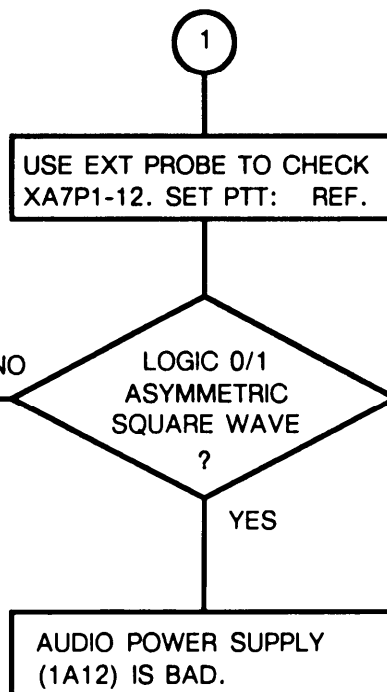 1
USE EXT PROBE TO CHECK
XA7P1-12. SET PTT: REF.
NO
LOGIC 0/1
ASYMMETRIC
SQUARE WAVE
?
YES
AUDIO POWER SUPPLY
(1A12) IS BAD.